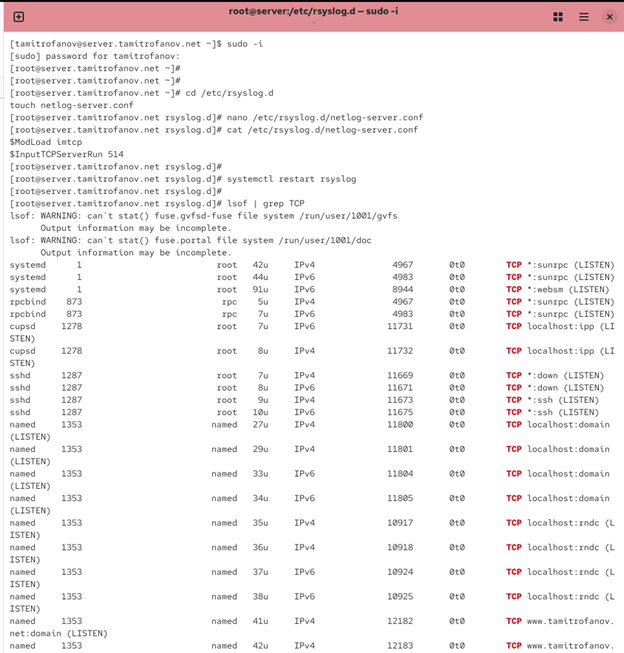 root@server:/etc/rsyslog.d — sudo -i
[tamitrofanov@server.tamitrofanov.net ~]$ sudo -i
[sudo] password for tamitrofanov:
[root@server.tamitrofanov.net ~]#
[root@server.tamitrofanov.net ~]#
[root@server.tamitrofanov.net ~]# cd /etc/rsyslog.d
touch netlog-server.conf
[root@server.tamitrofanov.net rsyslog.d]# nano /etc/rsyslog.d/netlog-server.conf
[root@server.tamitrofanov.net rsyslog.d]# cat /etc/rsyslog.d/netlog-server.conf
$ModLoad imtcp
$InputTCPServerRun 514
[root@server.tamitrofanov.net rsyslog.d]#
[root@server.tamitrofanov.net rsyslog.d]# systemctl restart rsyslog
[root@server.tamitrofanov.net rsyslog.d]#
[root@server.tamitrofanov.net rsyslog.d]# lsof | grep TCP
lsof: WARNING: can't stat() fuse.gvfsd-fuse file system /run/user/1001/gvfs
Output information may be incomplete.
lsof: WARNING: can't stat() fuse.portal file system /run/user/1001/doc
Output information may be incomplete.
systemd 1 root 42u IPv4 4967 0t0 TCP *:sunrpc (LISTEN)
systemd 1 root 44u IPv6 4983 0t0 TCP *:sunrpc (LISTEN)
systemd 1 root 91u IPv6 8944 0t0 TCP *:websm (LISTEN)
rpcbind 873 rpc 5u IPv4 4967 0t0 TCP *:sunrpc (LISTEN)
rpcbind 873 rpc 7u IPv6 4983 0t0 TCP *:sunrpc (LISTEN)
cupsd 1278 root 7u IPv6 11731 0t0 TCP localhost:ipp (LI
STEN)
cupsd 1278 root 8u IPv4 11732 0t0 TCP localhost:ipp (LI
STEN)
sshd 1287 root 7u IPv4 11669 0t0 TCP *:down (LISTEN)
sshd 1287 root 8u IPv6 11671 0t0 TCP *:down (LISTEN)
sshd 1287 root 9u IPv4 11673 0t0 TCP *:ssh (LISTEN)
sshd 1287 root 10u IPv6 11675 0t0 TCP *:ssh (LISTEN)
named 1353 named 27u IPv4 11800 0t0 TCP localhost:domain
(LISTEN)
named 1353 named 29u IPv4 11801 0t0 TCP localhost:domain
(LISTEN)
named 1353 named 33u IPv6 11804 0t0 TCP localhost:domain
(LISTEN)
named 1353 named 34u IPv6 11805 0t0 TCP localhost:domain
(LISTEN)
named 1353 named 35u IPv4 10917 0t0 TCP localhost:rndc (L
ISTEN)
named 1353 named 36u IPv4 10918 0t0 TCP localhost:rndc (L
ISTEN)
named 1353 named 37u IPv6 10924 0t0 TCP localhost:rndc (L
ISTEN)
named 1353 named 38u IPv6 10925 0t0 TCP localhost:rndc (L
ISTEN)
named 1353 named 41u IPv4 12182 0t0 TCP www.tamitrofanov.
net:domain (LISTEN)
named 1353 named 42u IPv4 12183 0t0 TCP www.tamitrofanov.